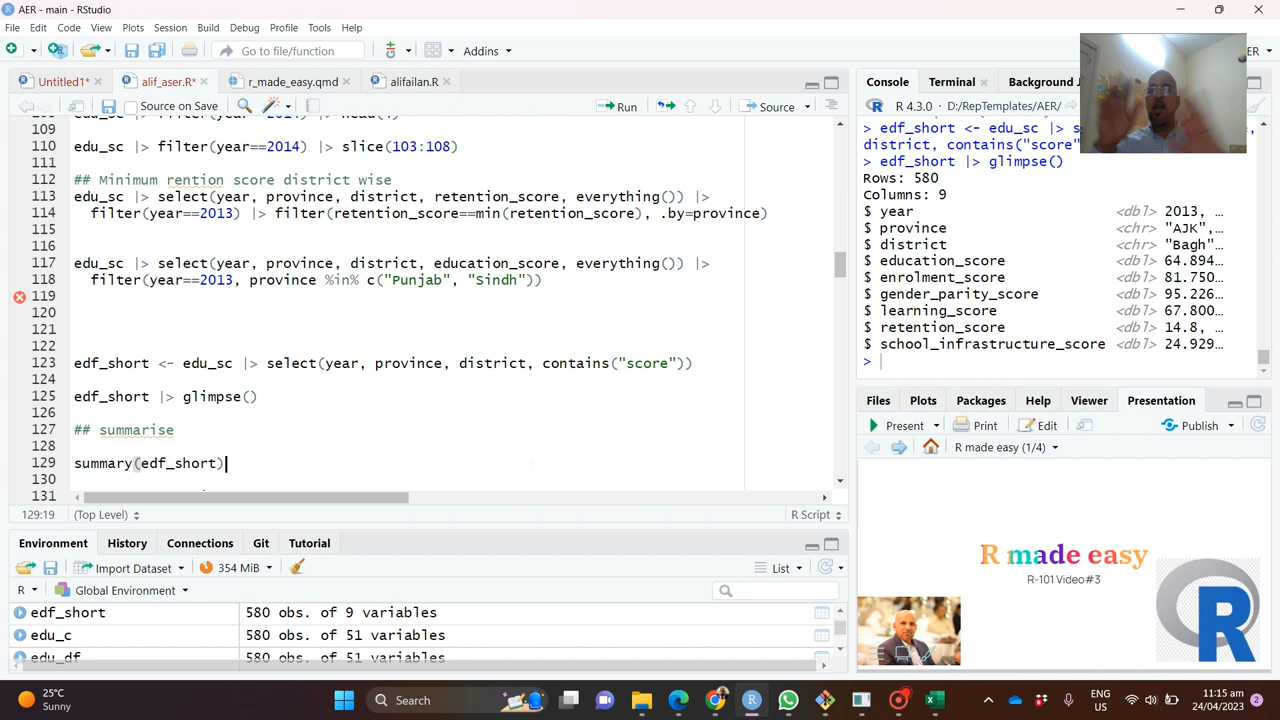 AER - main - RStudio
File Edit Code View Plots Session Build Debug Profile Tools Help
Go to file/function Addins ER
Untitled1* alif_aser.R* r_made_easy.qmd alifailan.R
Source on Save Run Source
109
110 edu_sc |> filter(year==2014) |> slice(103:108)
111
112 ## Minimum rention score district wise
113 edu_sc |> select(year, province, district, retention_score, everything()) |>
114 filter(year==2013) |> filter(retention_score==min(retention_score), .by=province)
115
116
117 edu_sc |> select(year, province, district, education_score, everything()) |>
118 filter(year==2013, province %in% c("Punjab", "Sindh"))
119
120
121
122
123 edf_short <- edu_sc |> select(year, province, district, contains("score"))
124
125 edf_short |> glimpse()
126
127 ## summarise
128
129 summary(edf_short)
130
131
129:19 (Top Level) R Script
Console Terminal Background
R 4.3.0 · D:/RepTemplates/AER/
> edf_short <- edu_sc |> s
district, contains("score"
> edf_short |> glimpse()
Rows: 580
Columns: 9
$ year <dbl> 2013, …
$ province <chr> "AJK",…
$ district <chr> "Bagh"…
$ education_score <dbl> 64.894…
$ enrolment_score <dbl> 81.750…
$ gender_parity_score <dbl> 95.226…
$ learning_score <dbl> 67.800…
$ retention_score <dbl> 14.8, …
$ school_infrastructure_score <dbl> 24.929…
>
Files Plots Packages Help Viewer Presentation
Present Print Edit Publish
R made easy (1/4)
R made easy
R-101 Video#3
R
Environment History Connections Git Tutorial
Import Dataset 354 MiB List
R Global Environment
edf_short 580 obs. of 9 variables
edu_c 580 obs. of 51 variables
edu_df 580 obs. of 51 variables
25°C
Sunny
Search
ENG
US
11:15 am
24/04/2023
2